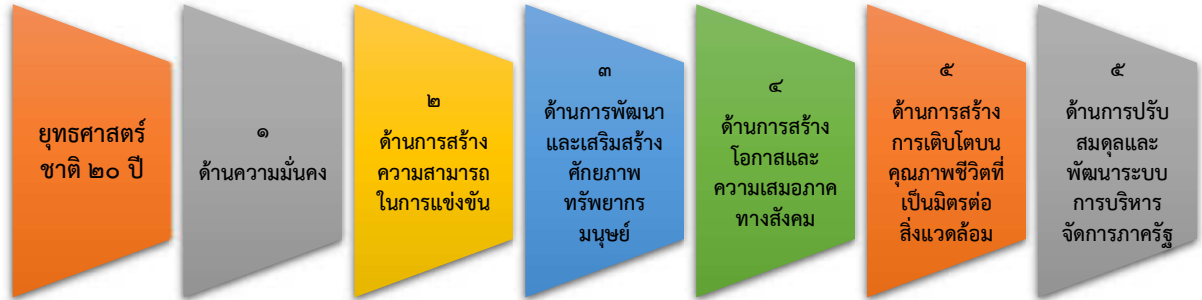 ยุทธศาสตร์
ชาติ ๒๐ ปี
๑
ด้านความมั่นคง
๒
ด้านการสร้าง
ความสามารถ
ในการแข่งขัน
๓
ด้านการพัฒนา
และเสริมสร้าง
ศักยภาพ
ทรัพยากร
มนุษย์
๔
ด้านการสร้าง
โอกาสและ
ความเสมอภาค
ทางสังคม
๕
ด้านการสร้าง
การเติบโตบน
คุณภาพชีวิตที่
เป็นมิตรต่อ
สิ่งแวดล้อม
๕
ด้านการปรับ
สมดุลและ
พัฒนาระบบ
การบริหาร
จัดการภาครัฐ